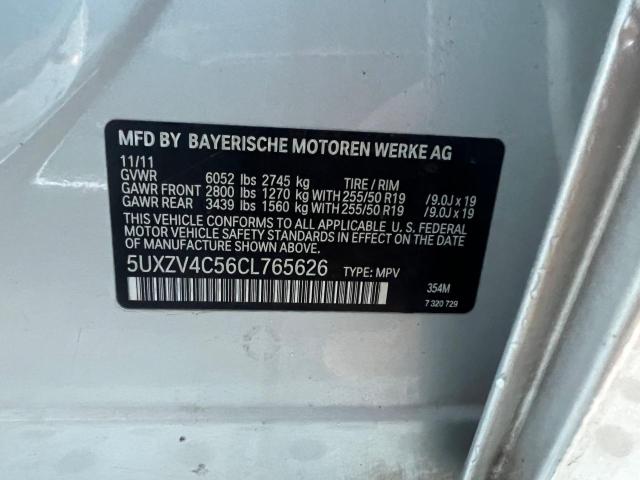 MFD BY BAYERISCHE MOTOREN WERKE AG
11/11
GVWR 6052 lbs 2745 kg TIRE / RIM
GAWR FRONT 2800 lbs 1270 kg WITH 255/50 R19 /9.0J x 19
GAWR REAR 3439 lbs 1560 kg WITH 255/50 R19 /9.0J x 19
THIS VEHICLE CONFORMS TO ALL APPLICABLE U. S. FEDERAL
MOTOR VEHICLE SAFETY STANDARDS IN EFFECT ON THE
DATE OF MANUFACTURE SHOWN ABOVE.
5UXZV4C56CL765626 TYPE: MPV
354M
7 320 729